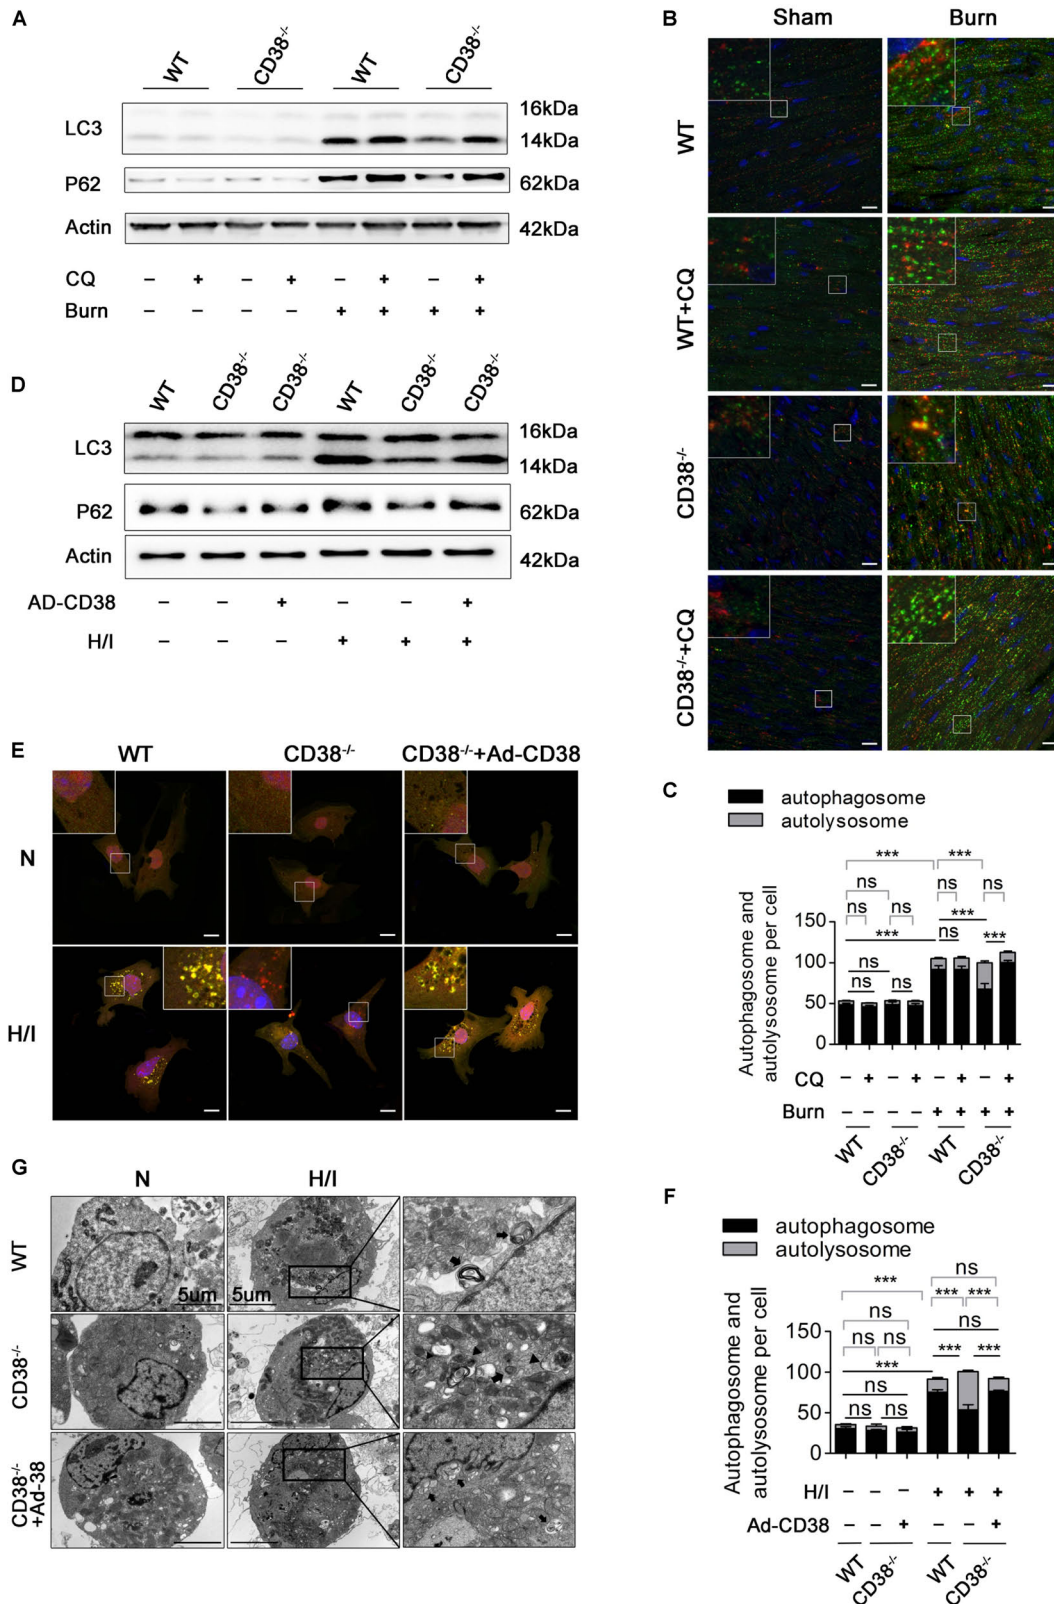 A
WT CD38-/- WT CD38-/-
LC3 16kDa
14kDa
P62 62kDa
Actin 42kDa
CQ − + − + − + − +
Burn − − − − + + + +
B
Sham Burn
WT
WT+CQ
CD38-/-
CD38-/-+CQ
C
autophagosome
autolysosome
Autophagosome and
autolysosome per cell
150
100
50
0
*** ***
ns ns
ns ns ns ns
***
*** ns ***
ns
ns ns
CQ − + − + − + − +
Burn − − − − + + + +
WT CD38-/- WT CD38-/-
D
WT CD38-/- CD38-/- WT CD38-/- CD38-/-
LC3 16kDa
14kDa
P62 62kDa
Actin 42kDa
AD-CD38 − − + − − +
H/I − − − + + +
E
WT CD38-/- CD38-/-+Ad-CD38
N
H/I
F
autophagosome
autolysosome
Autophagosome and
autolysosome per cell
150
100
50
0
ns
*** *** ***
ns
ns
ns ns
*** *** ***
ns
ns ns
H/I − − − + + +
Ad-CD38 − − + − − +
WT CD38-/- WT CD38-/-
G
N H/I
WT
5um 5um
CD38-/-
CD38-/-
+Ad-38